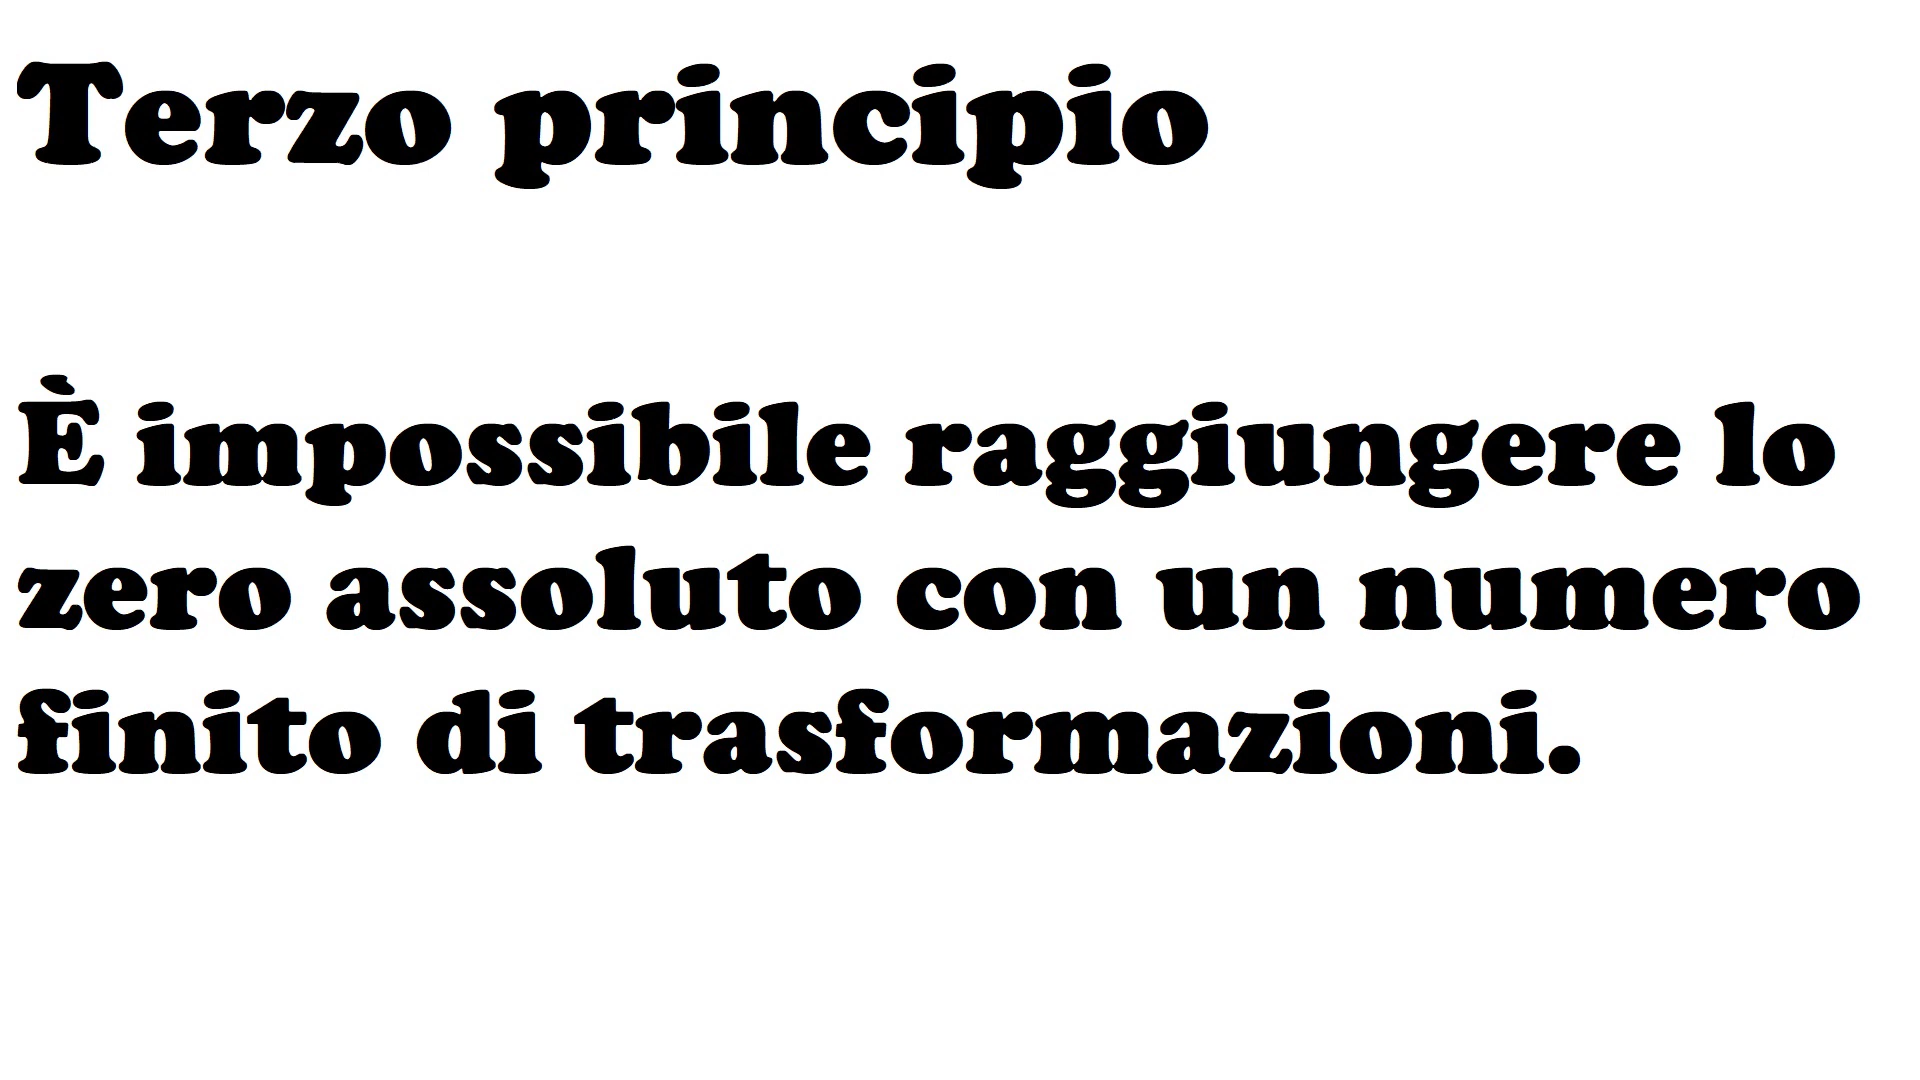 Terzo principio
È impossibile raggiungere lo
zero assoluto con un numero
finito di trasformazioni.